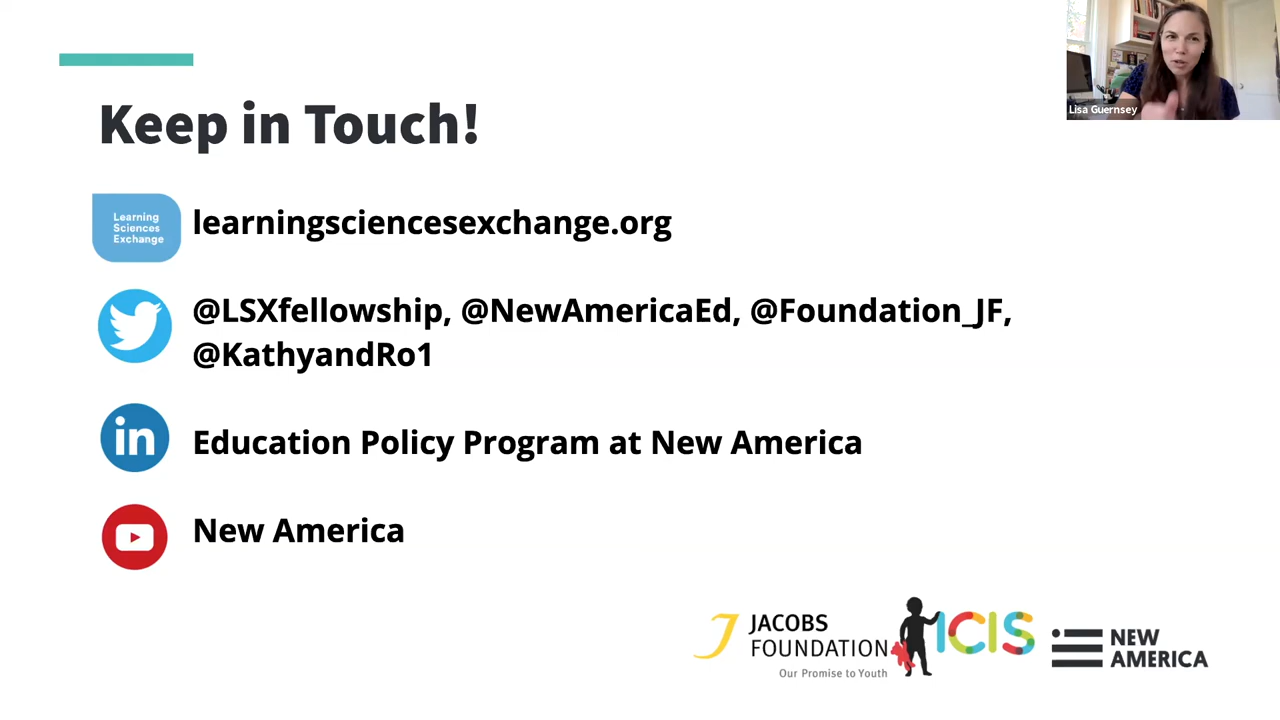 Lisa Guernsey
Keep in Touch!
Learning
Sciences
Exchange
learningsciencesexchange.org
@LSXfellowship, @NewAmericaEd, @Foundation_JF,
@KathyandRo1
in
Education Policy Program at New America
New America
JACOBS
FOUNDATION
Our Promise to Youth
ICIS
NEW
AMERICA